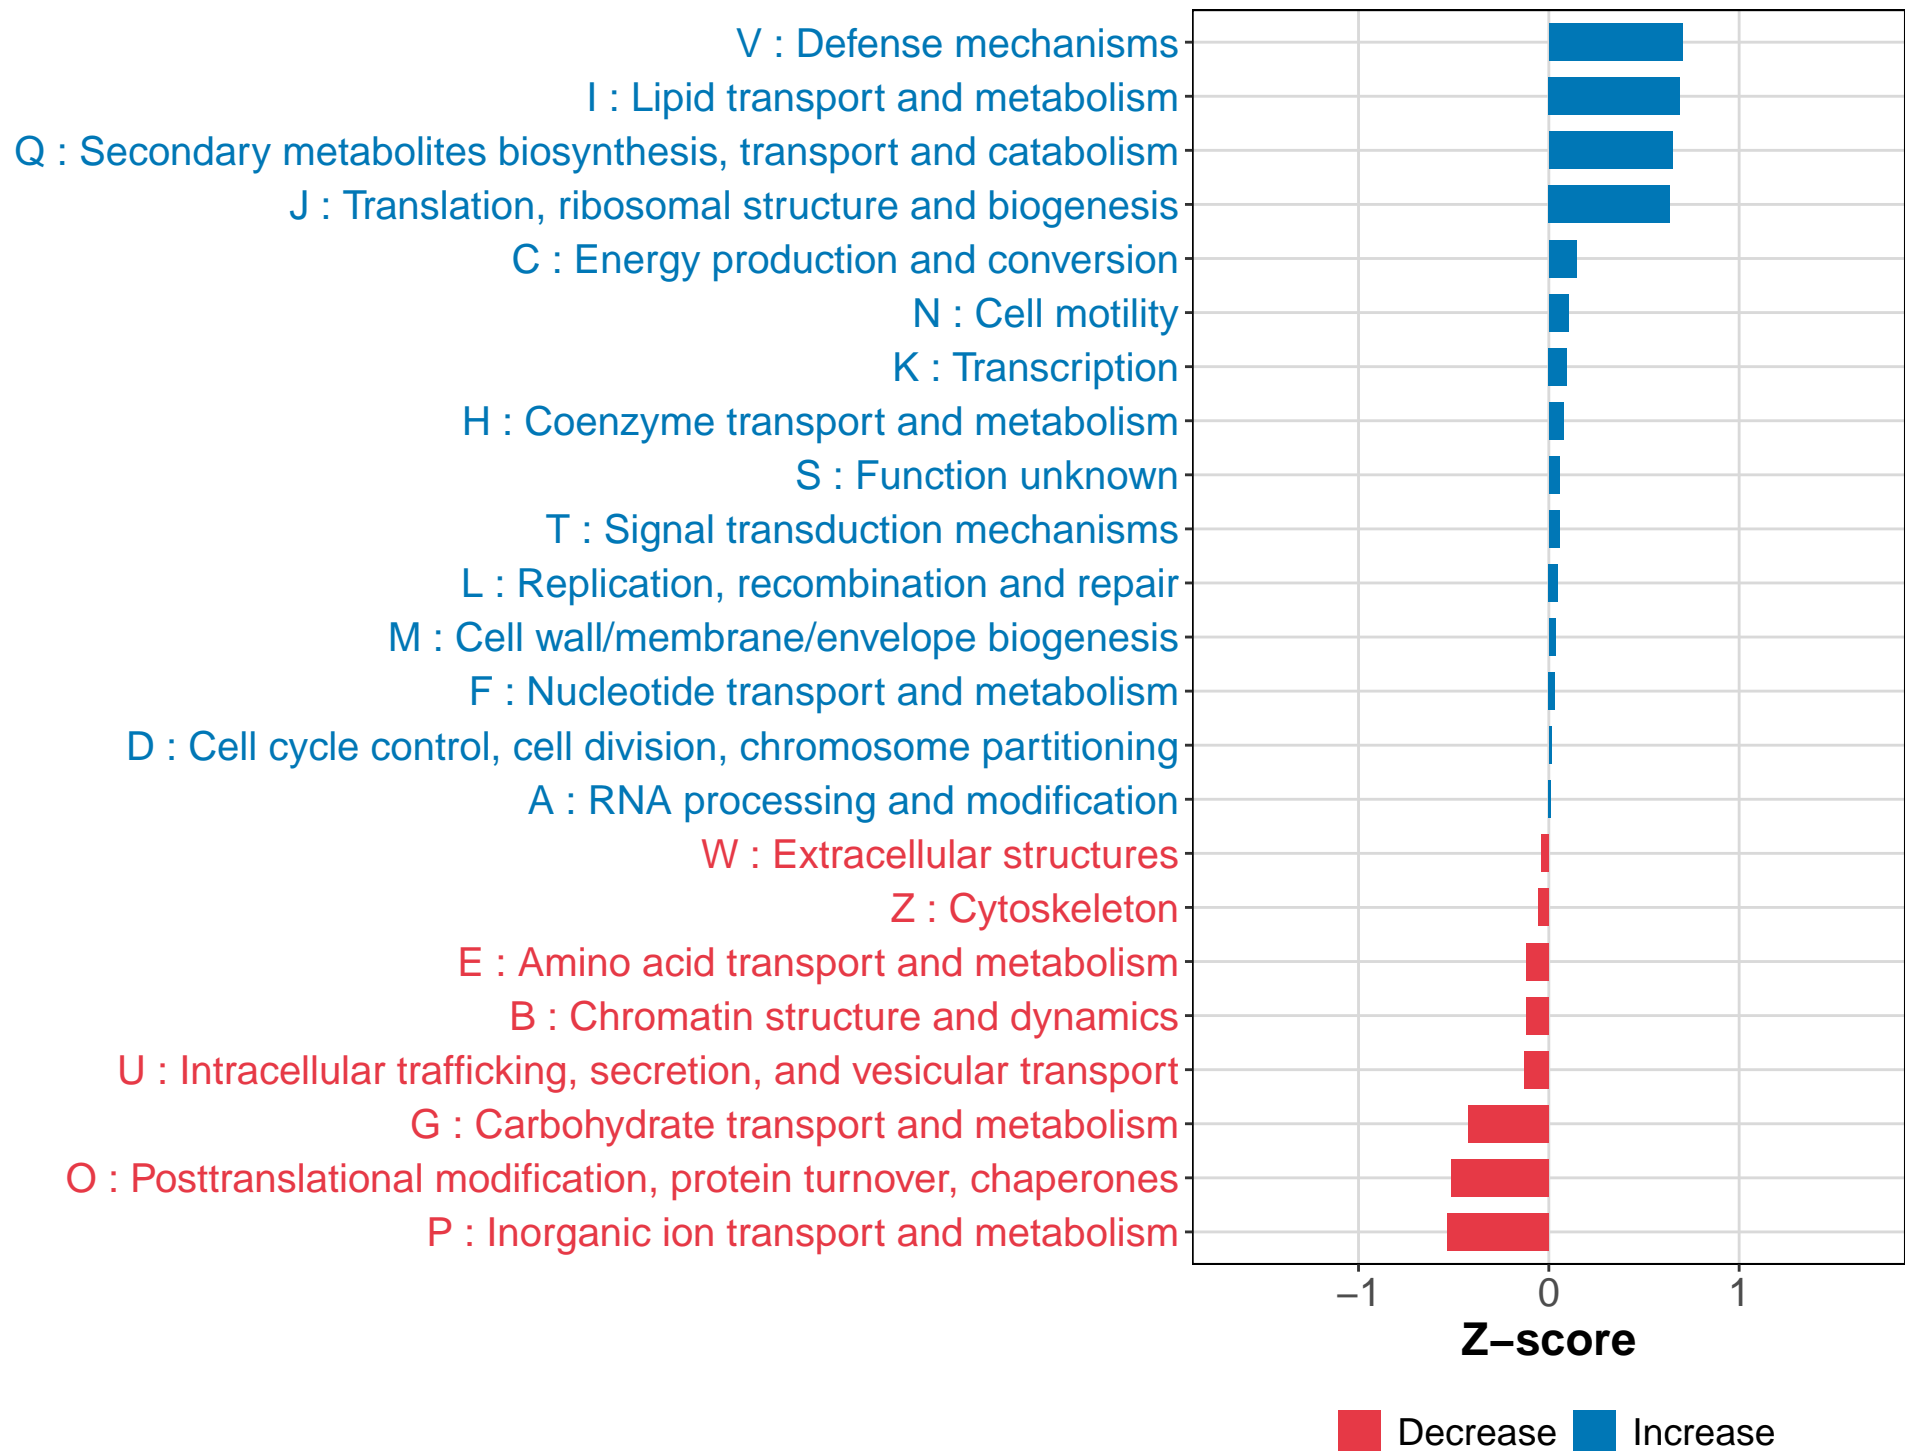 V : Defense mechanisms
I : Lipid transport and metabolism
Q : Secondary metabolites biosynthesis, transport and catabolism
J : Translation, ribosomal structure and biogenesis
C : Energy production and conversion
N : Cell motility
K : Transcription
H : Coenzyme transport and metabolism
S : Function unknown
T : Signal transduction mechanisms
L : Replication, recombination and repair
M : Cell wall/membrane/envelope biogenesis
F : Nucleotide transport and metabolism
D : Cell cycle control, cell division, chromosome partitioning
A : RNA processing and modification
W : Extracellular structures
Z : Cytoskeleton
E : Amino acid transport and metabolism
B : Chromatin structure and dynamics
U : Intracellular trafficking, secretion, and vesicular transport
G : Carbohydrate transport and metabolism
O : Posttranslational modification, protein turnover, chaperones
P : Inorganic ion transport and metabolism
−1 0 1
Z−score
Decrease Increase